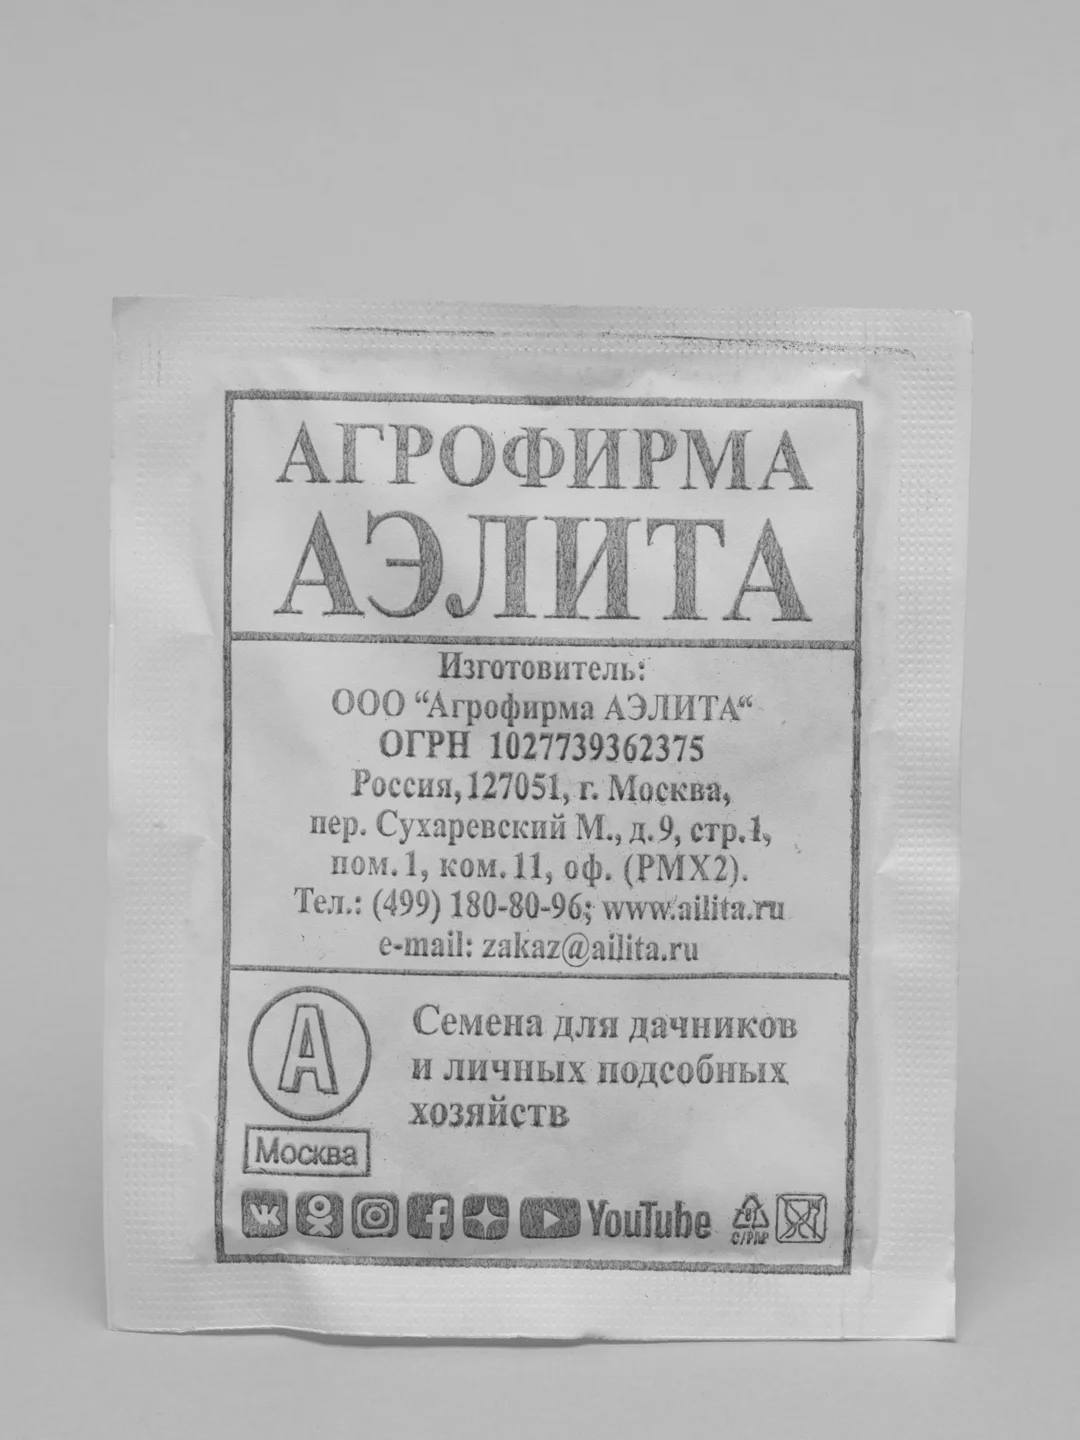 АГРОФИРМА
АЭЛИТА
Изготовитель:
ООО “Агрофирма АЭЛИТА“
ОГРН 1027739362375
Россия, 127051, г. Москва,
пер. Сухаревский М., д. 9, стр.1,
пом. 1, ком. 11, оф. (РМХ2).
Тел.: (499) 180-80-96; www.ailita.ru
e-mail: zakaz@ailita.ru
А
Москва
Семена для дачников
и личных подсобных
хозяйств
YouTube
C/PAP